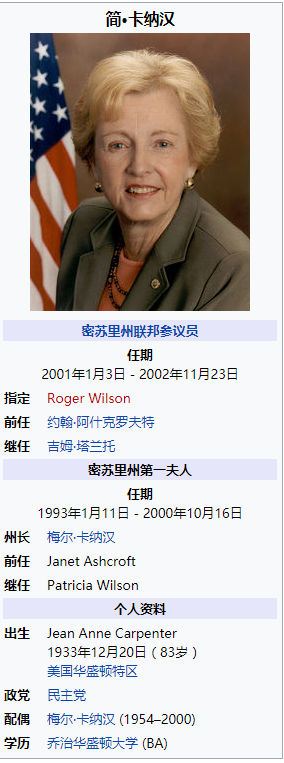 简·卡纳汉
密苏里州联邦参议员
任期
2001年1月3日 - 2002年11月23日
指定 Roger Wilson
前任 约翰·阿什克罗夫特
继任 吉姆·塔兰托
密苏里州第一夫人
任期
1993年1月11日 - 2000年10月16日
州长 梅尔·卡纳汉
前任 Janet Ashcroft
继任 Patricia Wilson
个人资料
出生 Jean Anne Carpenter
1933年12月20日（83岁）
美国华盛顿特区
政党 民主党
配偶 梅尔·卡纳汉 (1954–2000)
学历 乔治华盛顿大学 (BA)